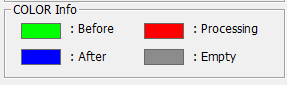 COLOR Info
: Before : Processing
: After : Empty